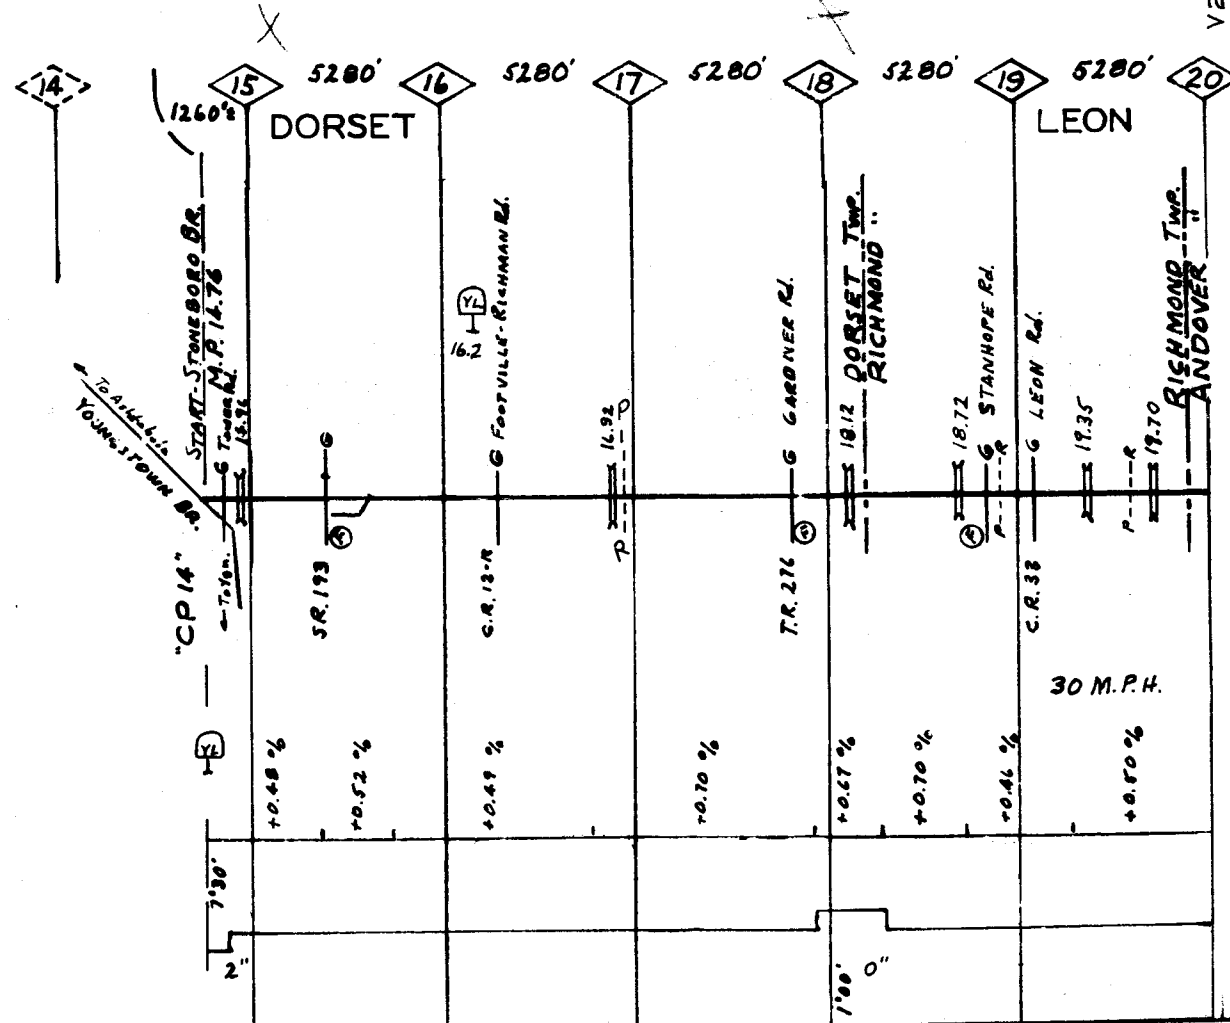 14
15
5280'
16
5280'
17
5280'
18
5280'
19
5280'
20
1260'±
DORSET
LEON
START-STONEBORO BR.
M.P. 14.76
G Tower Rd.
14.96
To Ashtabula
YOUNGSTOWN BR.
"CP 14"
To Yon.
G
A
S.R. 193
YL
16.2
G FOOTVILLE-RICHMAN Rd.
C.R. 12-R
16.92
P
P
G GARDNER Rd.
T.R. 276
18.12
DORSET TWP.
RICHMOND "
18.72
G STANHOPE Rd.
P---R
G LEON Rd.
C.R. 33
19.35
P---R
19.70
RICHMOND TWP.
ANDOVER "
30 M.P.H.
YL
+0.48 %
+0.52 %
+0.49 %
+0.70 %
+0.67 %
+0.70 %
+0.46 %
+0.50 %
7°30'
2"
1°00'
0"